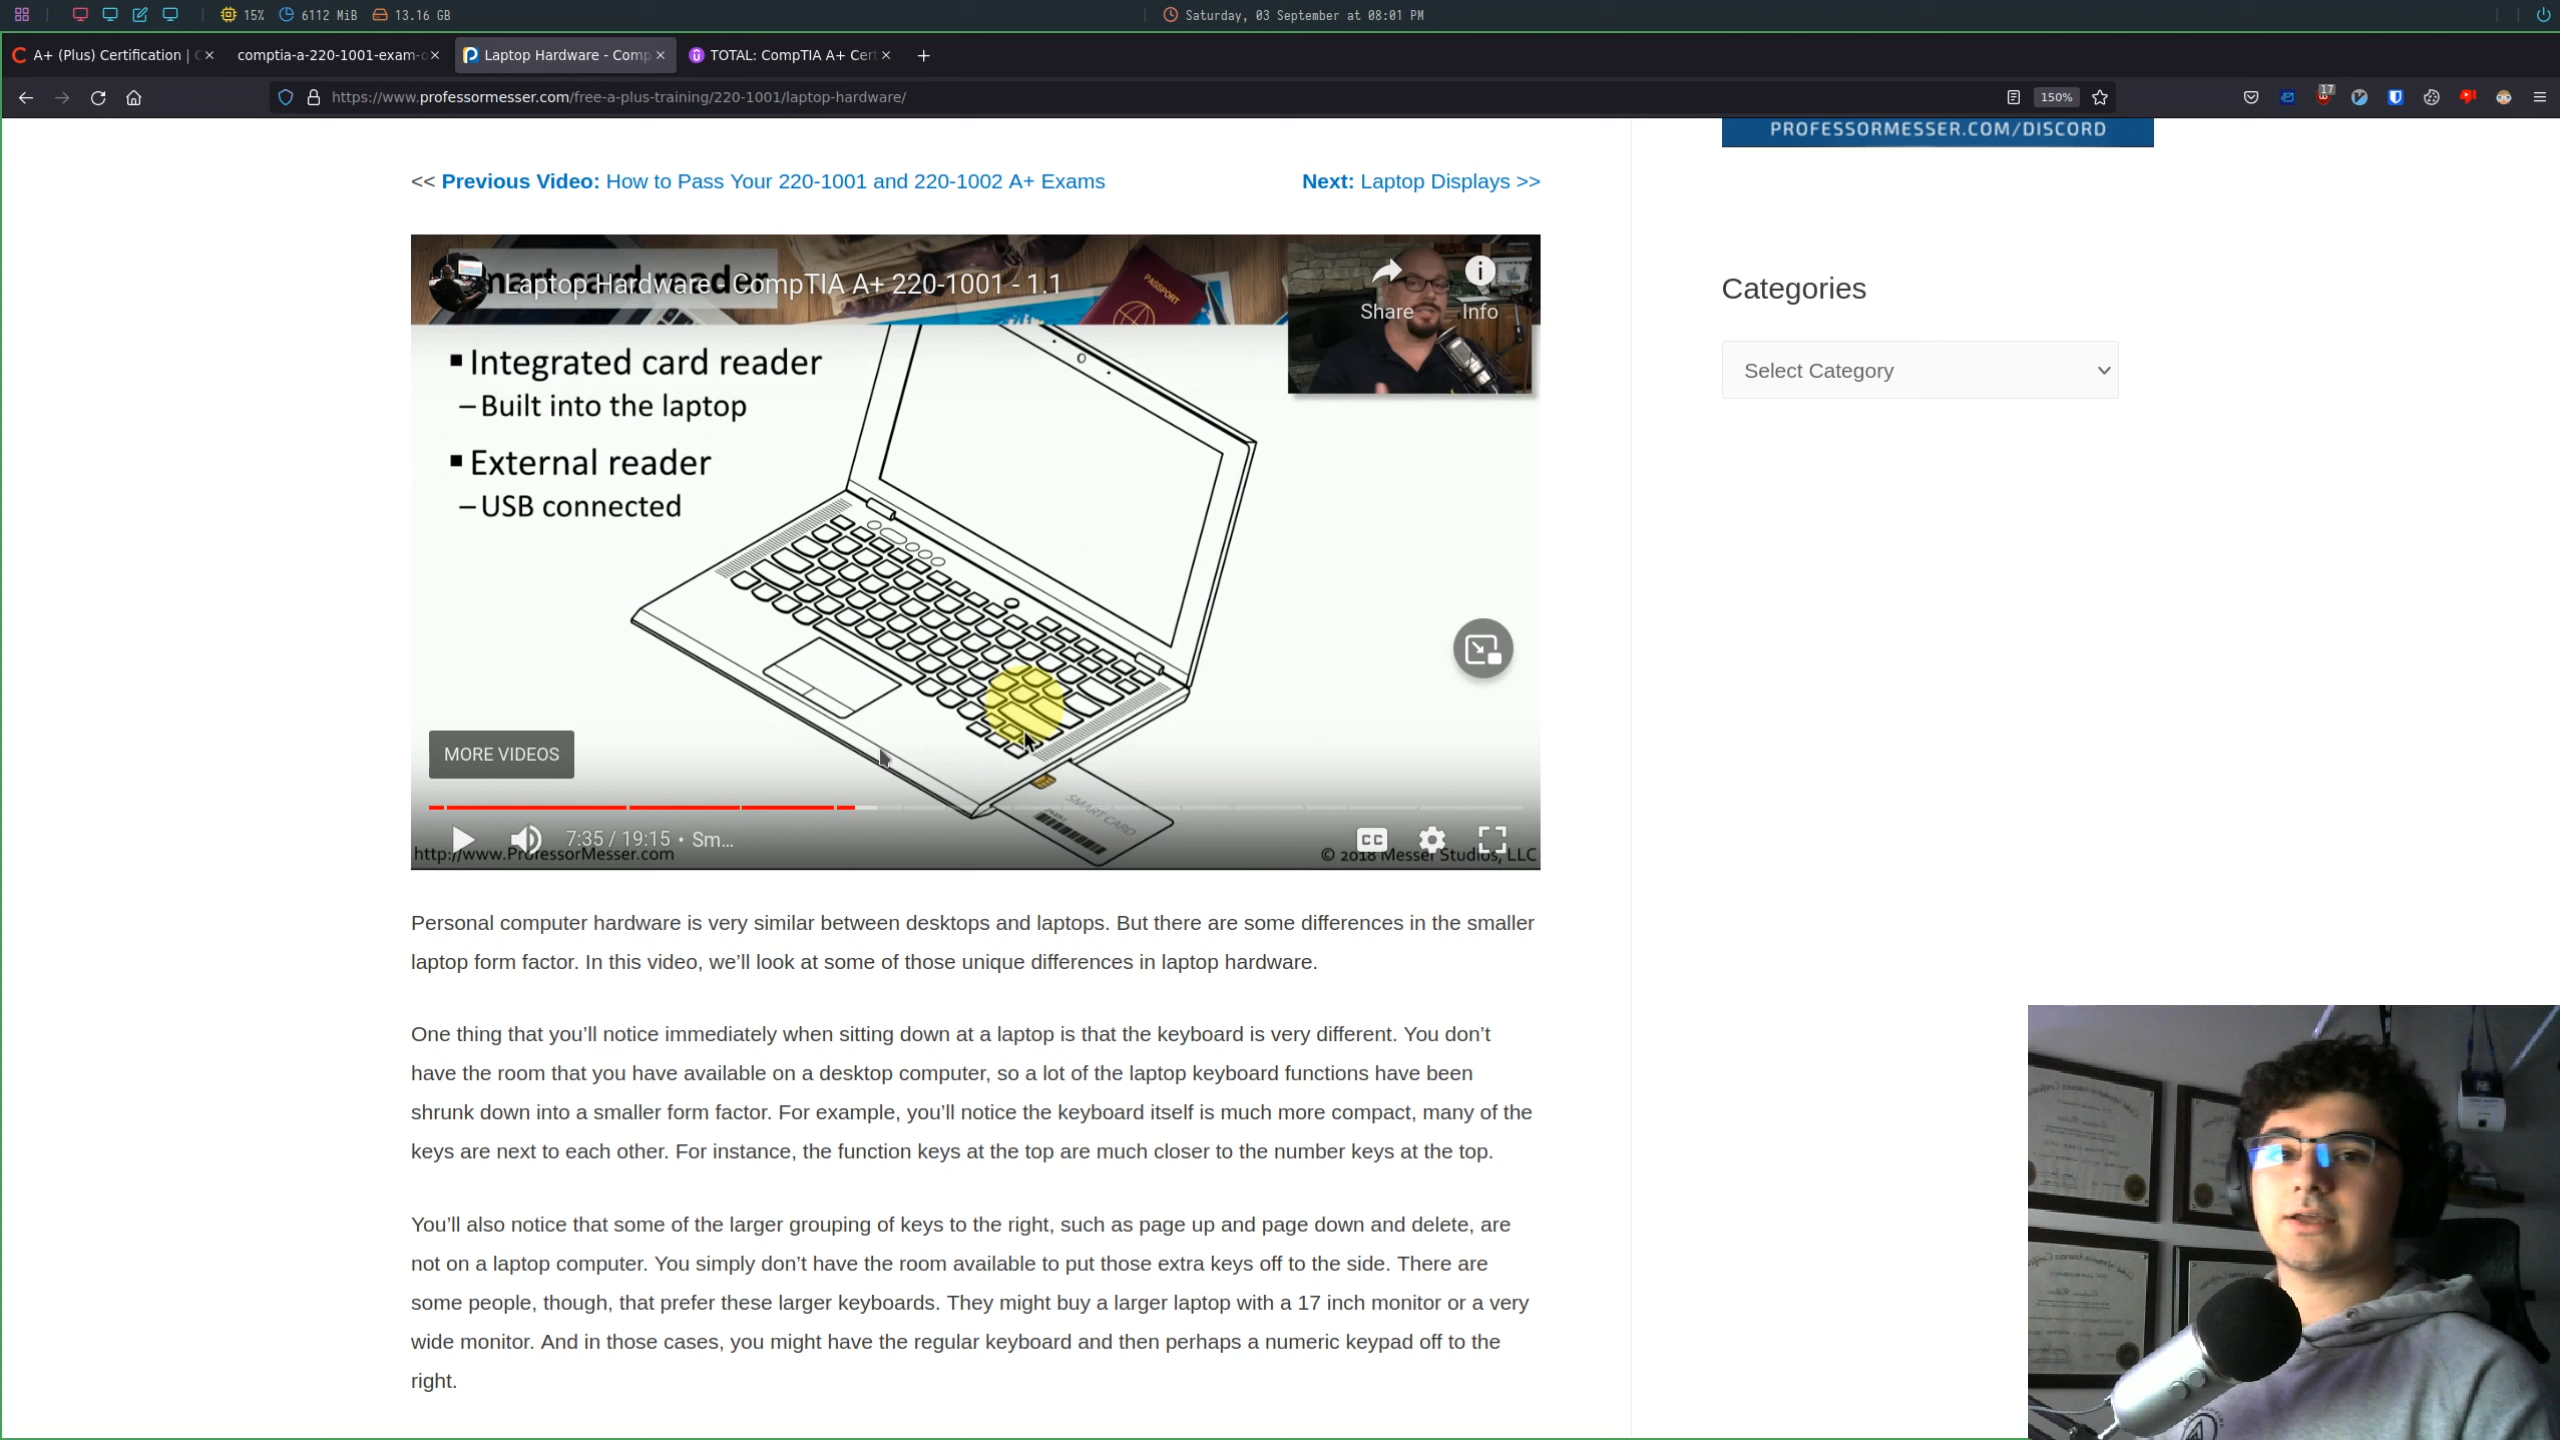 15%
6112 MiB
13.16 GB
Saturday, 03 September at 08:01 PM
A+ (Plus) Certification |
comptia-a-220-1001-exam-
Laptop Hardware - Comp
TOTAL: CompTIA A+ Cert
https://www.professormesser.com/free-a-plus-training/220-1001/laptop-hardware/
150%
17
PROFESSORMESSER.COM/DISCORD
<< Previous Video: How to Pass Your 220-1001 and 220-1002 A+ Exams
Next: Laptop Displays >>
Smart card reader
Laptop Hardware - CompTIA A+ 220-1001 - 1.1
PASSPORT
Share
Info
Integrated card reader
– Built into the laptop
External reader
– USB connected
SMART CARD
MORE VIDEOS
7:35 / 19:15 • Sm...
CC
http://www.ProfessorMesser.com
© 2018 Messer Studios, LLC
Categories
Select Category
Personal computer hardware is very similar between desktops and laptops. But there are some differences in the smaller
laptop form factor. In this video, we’ll look at some of those unique differences in laptop hardware.
One thing that you’ll notice immediately when sitting down at a laptop is that the keyboard is very different. You don’t
have the room that you have available on a desktop computer, so a lot of the laptop keyboard functions have been
shrunk down into a smaller form factor. For example, you’ll notice the keyboard itself is much more compact, many of the
keys are next to each other. For instance, the function keys at the top are much closer to the number keys at the top.
You’ll also notice that some of the larger grouping of keys to the right, such as page up and page down and delete, are
not on a laptop computer. You simply don’t have the room available to put those extra keys off to the side. There are
some people, though, that prefer these larger keyboards. They might buy a larger laptop with a 17 inch monitor or a very
wide monitor. And in those cases, you might have the regular keyboard and then perhaps a numeric keypad off to the
right.